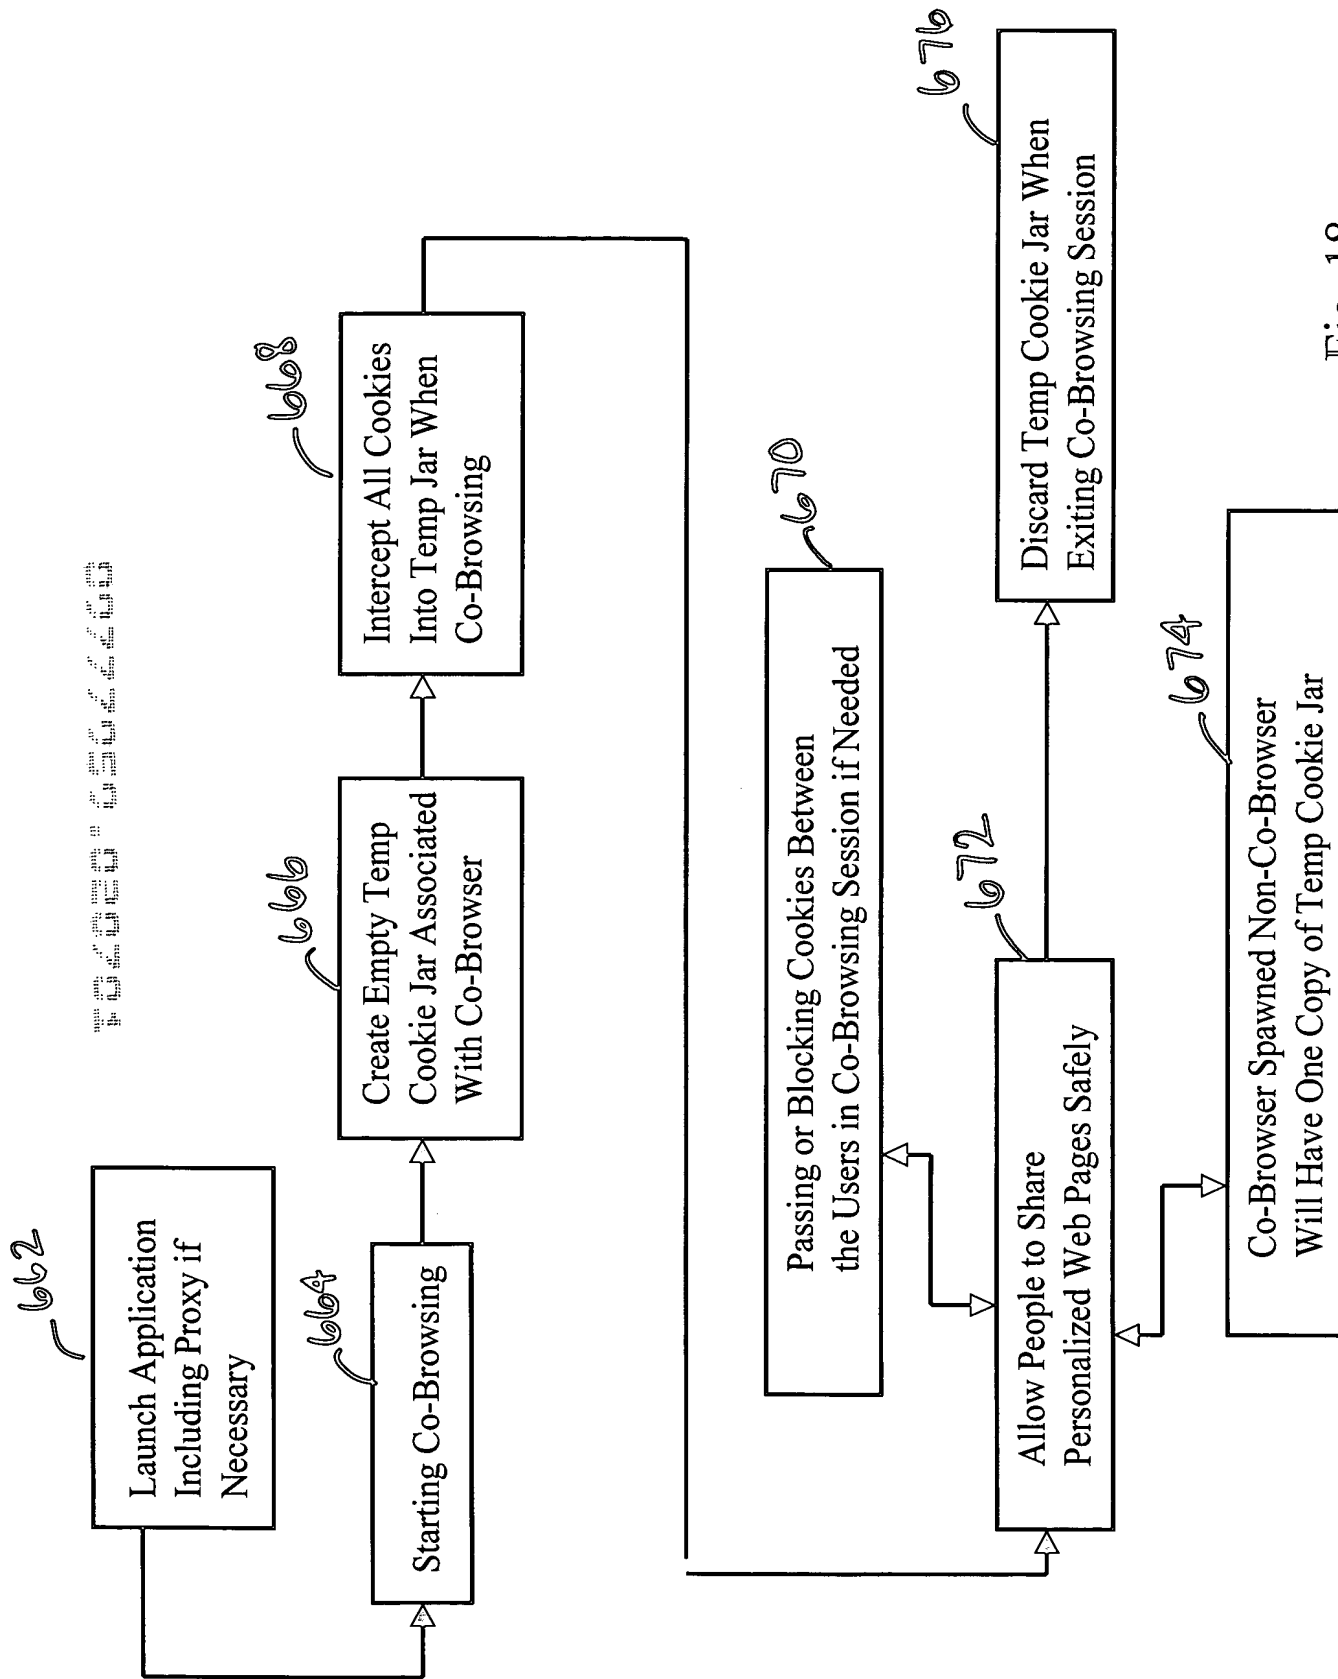 662
Launch Application
Including Proxy if
Necessary
664
Starting Co-Browsing
666
Create Empty Temp
Cookie Jar Associated
With Co-Browser
668
Intercept All Cookies
Into Temp Jar When
Co-Browsing
670
Passing or Blocking Cookies Between
the Users in Co-Browsing Session if Needed
672
Allow People to Share
Personalized Web Pages Safely
674
Co-Browser Spawned Non-Co-Browser
Will Have One Copy of Temp Cookie Jar
676
Discard Temp Cookie Jar When
Exiting Co-Browsing Session